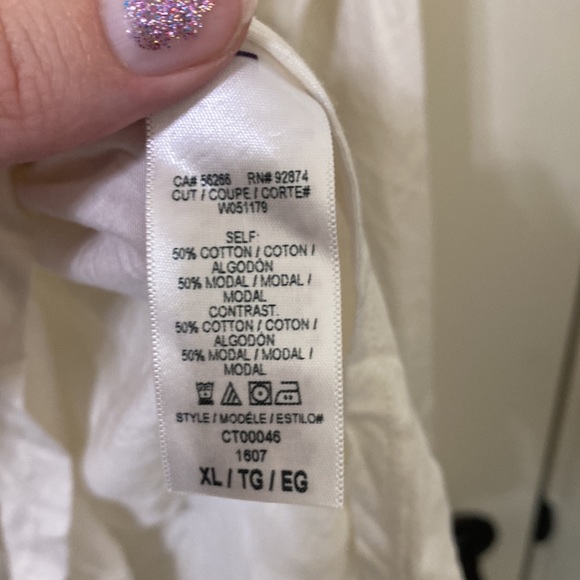 CA# 56266 RN# 92874
CUT / COUPE / CORTE#
W051179
SELF:
50% COTTON / COTON /
ALGODÓN
50% MODAL / MODAL /
MODAL
CONTRAST.
50% COTTON / COTON /
ALGODÓN
50% MODAL / MODAL /
MODAL
STYLE / MODÈLE / ESTILO#
CT00046
1607
XL / TG / EG